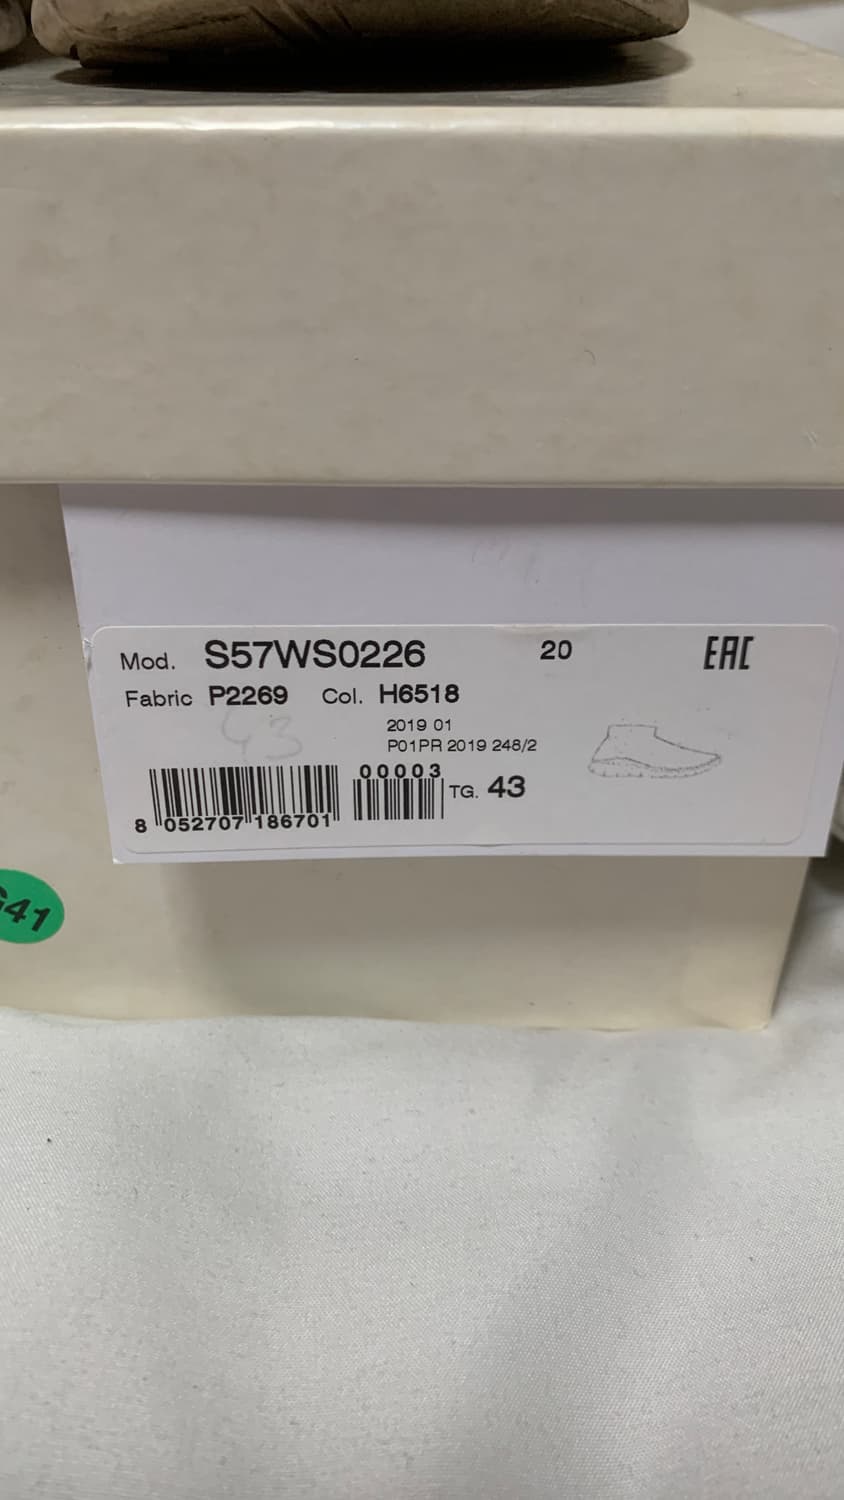 Mod. S57WS0226 20 EAC
Fabric P2269 Col. H6518
43
2019 01
P01PR 2019 248/2
00003
TG. 43
8 052707 186701
41